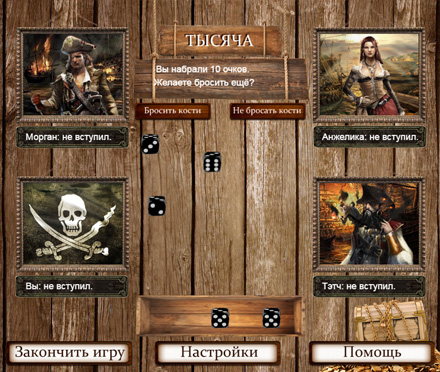 ТЫСЯЧА
Вы набрали 10 очков.
Желаете бросить ещё?
Бросить кости
Не бросать кости
Морган: не вступил.
Анжелика: не вступил.
Вы: не вступил.
Тэтч: не вступил.
Закончить игру
Настройки
Помощь